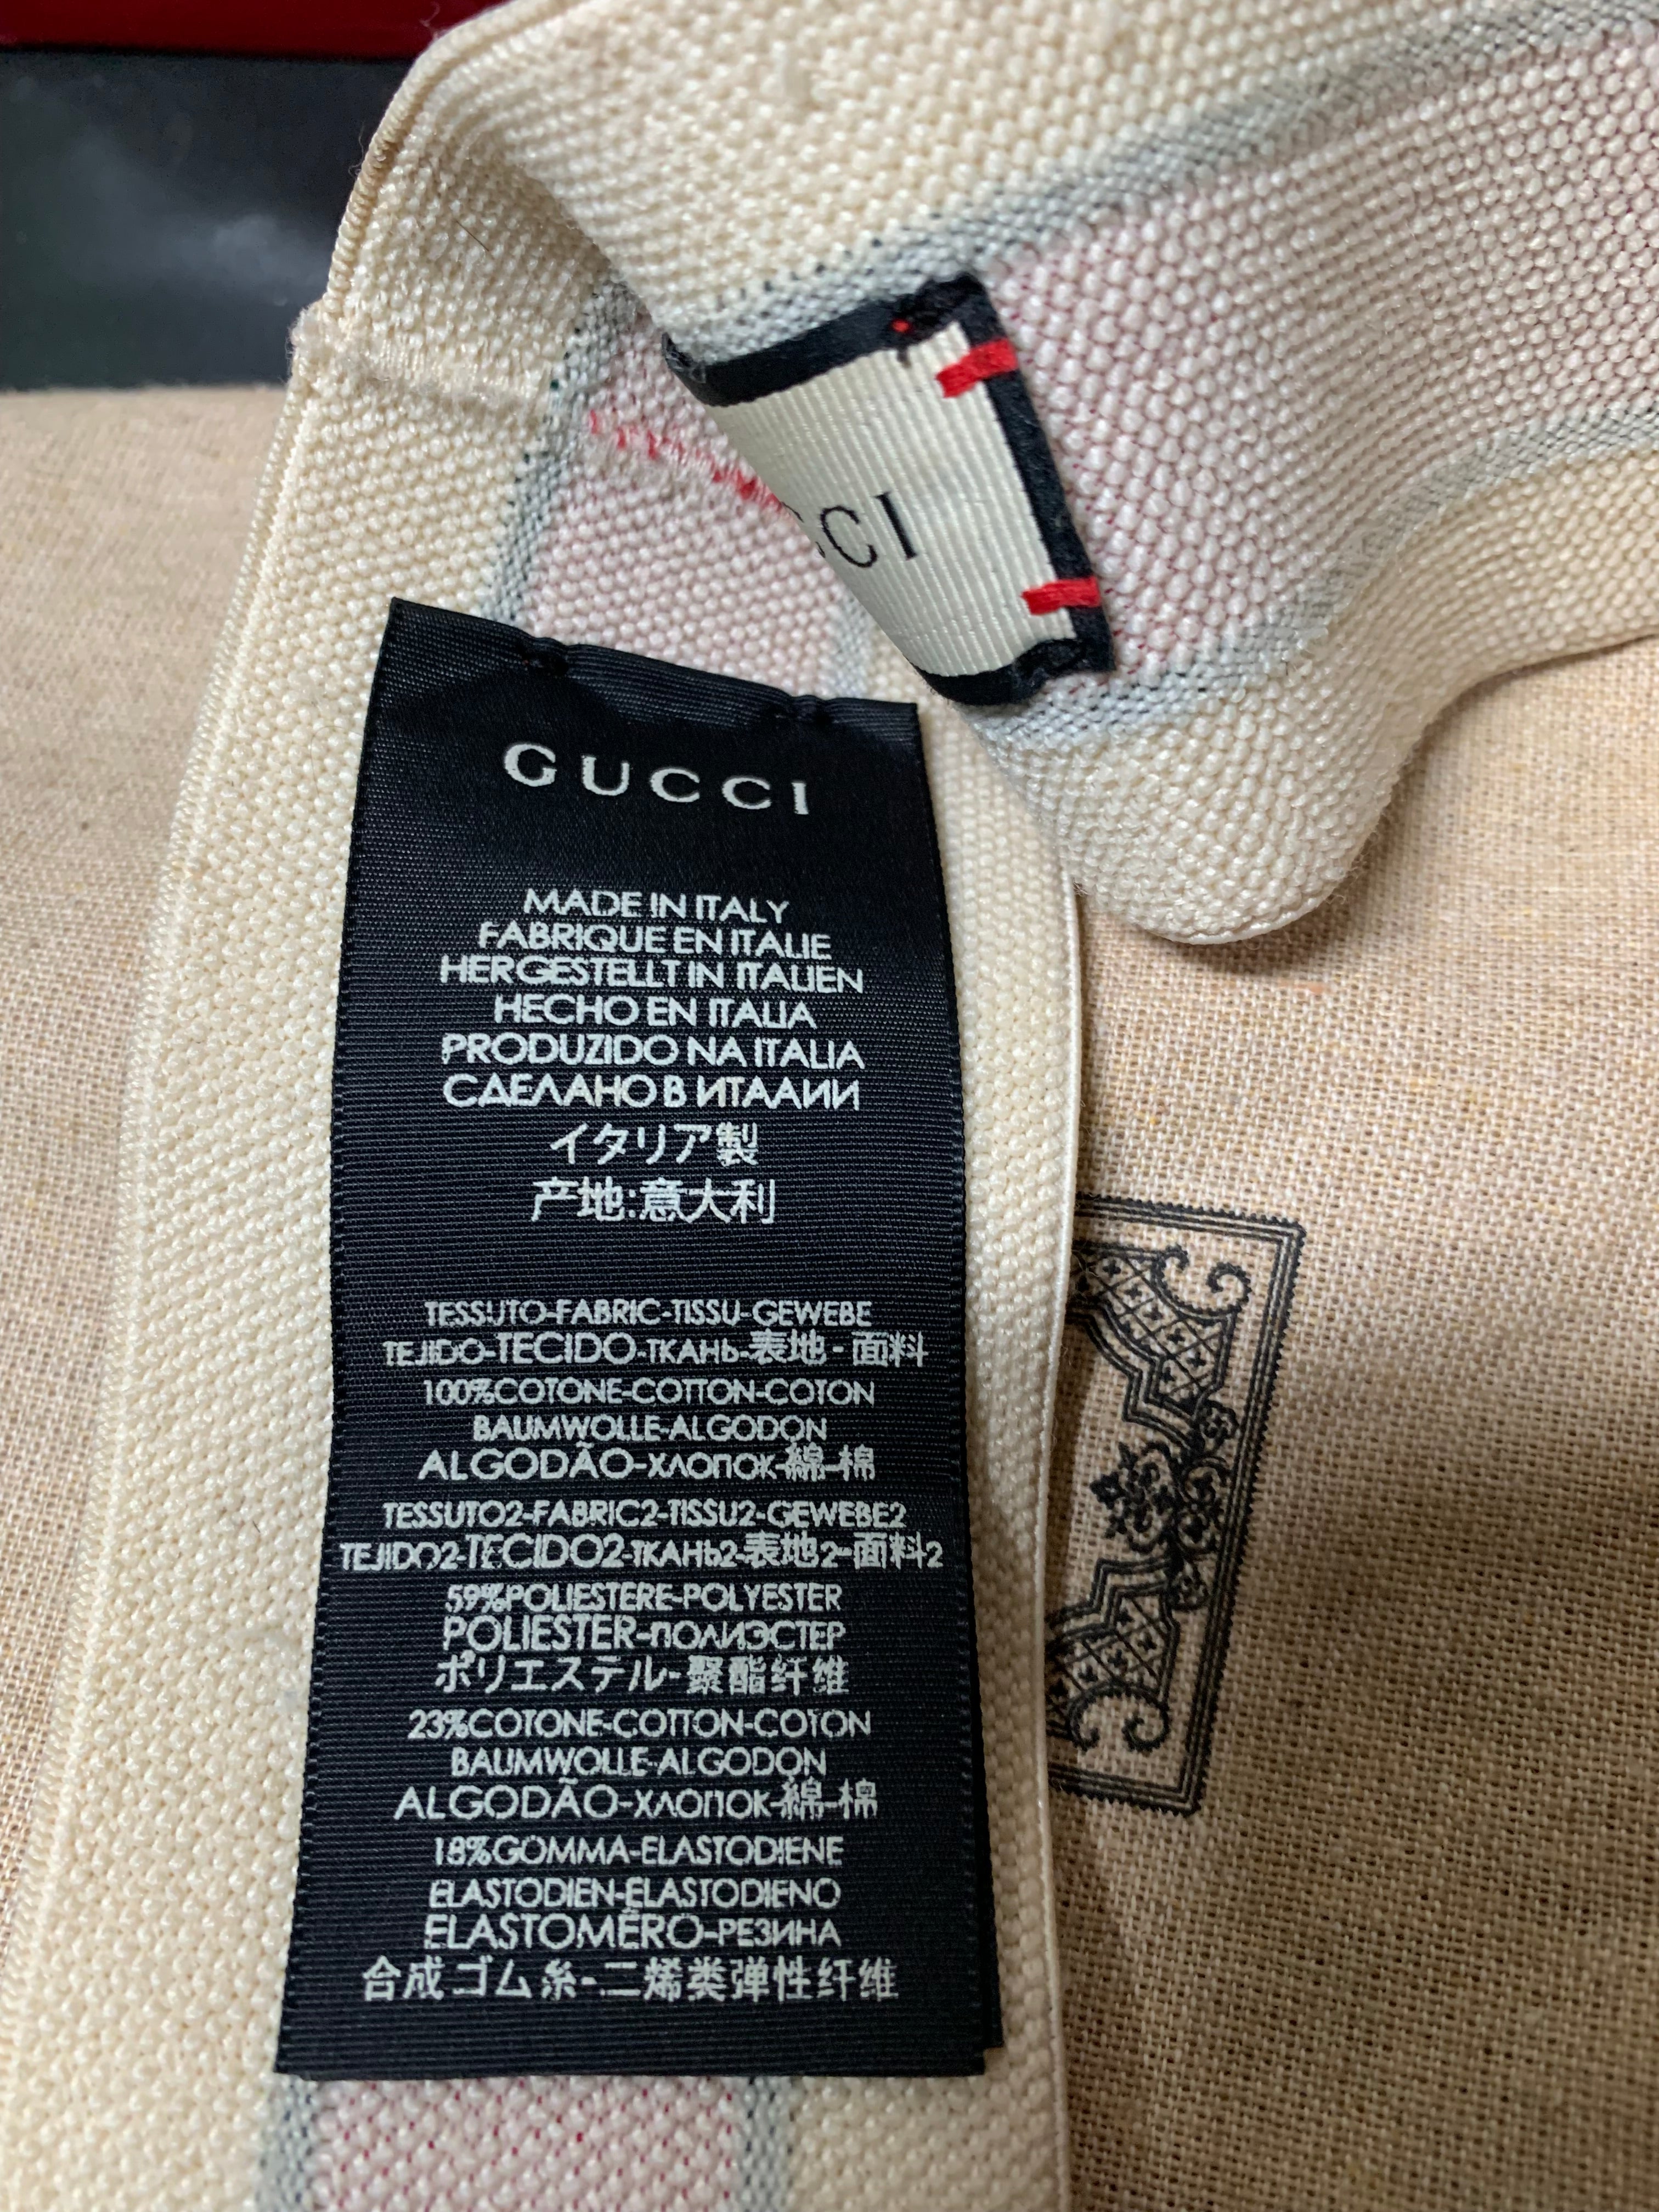 CCI
GUCCI
MADE IN ITALY
FABRIQUE EN ITALIE
HERGESTELLT IN ITALIEN
HECHO EN ITALIA
PRODUZIDO NA ITALIA
СДЕЛАНО В ИТАЛИИ
イタリア製
产地:意大利
TESSUTO-FABRIC-TISSU-GEWEBE
TEJIDO-TECIDO-ТКАНЬ-表地-面料
100%COTONE-COTTON-COTON
BAUMWOLLE-ALGODON
ALGODÃO-ХЛОПОК-綿-棉
TESSUTO2-FABRIC2-TISSU2-GEWEBE2
TEJIDO2-TECIDO2-ТКАНЬ2-表地2-面料2
59%POLIESTERE-POLYESTER
POLIESTER-ПОЛИЭСТЕР
ポリエステル-聚酯纤维
23%COTONE-COTTON-COTON
BAUMWOLLE-ALGODON
ALGODÃO-ХЛОПОК-綿-棉
18%GOMMA-ELASTODIENE
ELASTODIEN-ELASTODIENO
ELASTOMĒRO-РЕЗИНА
合成ゴム糸-二烯类弹性纤维